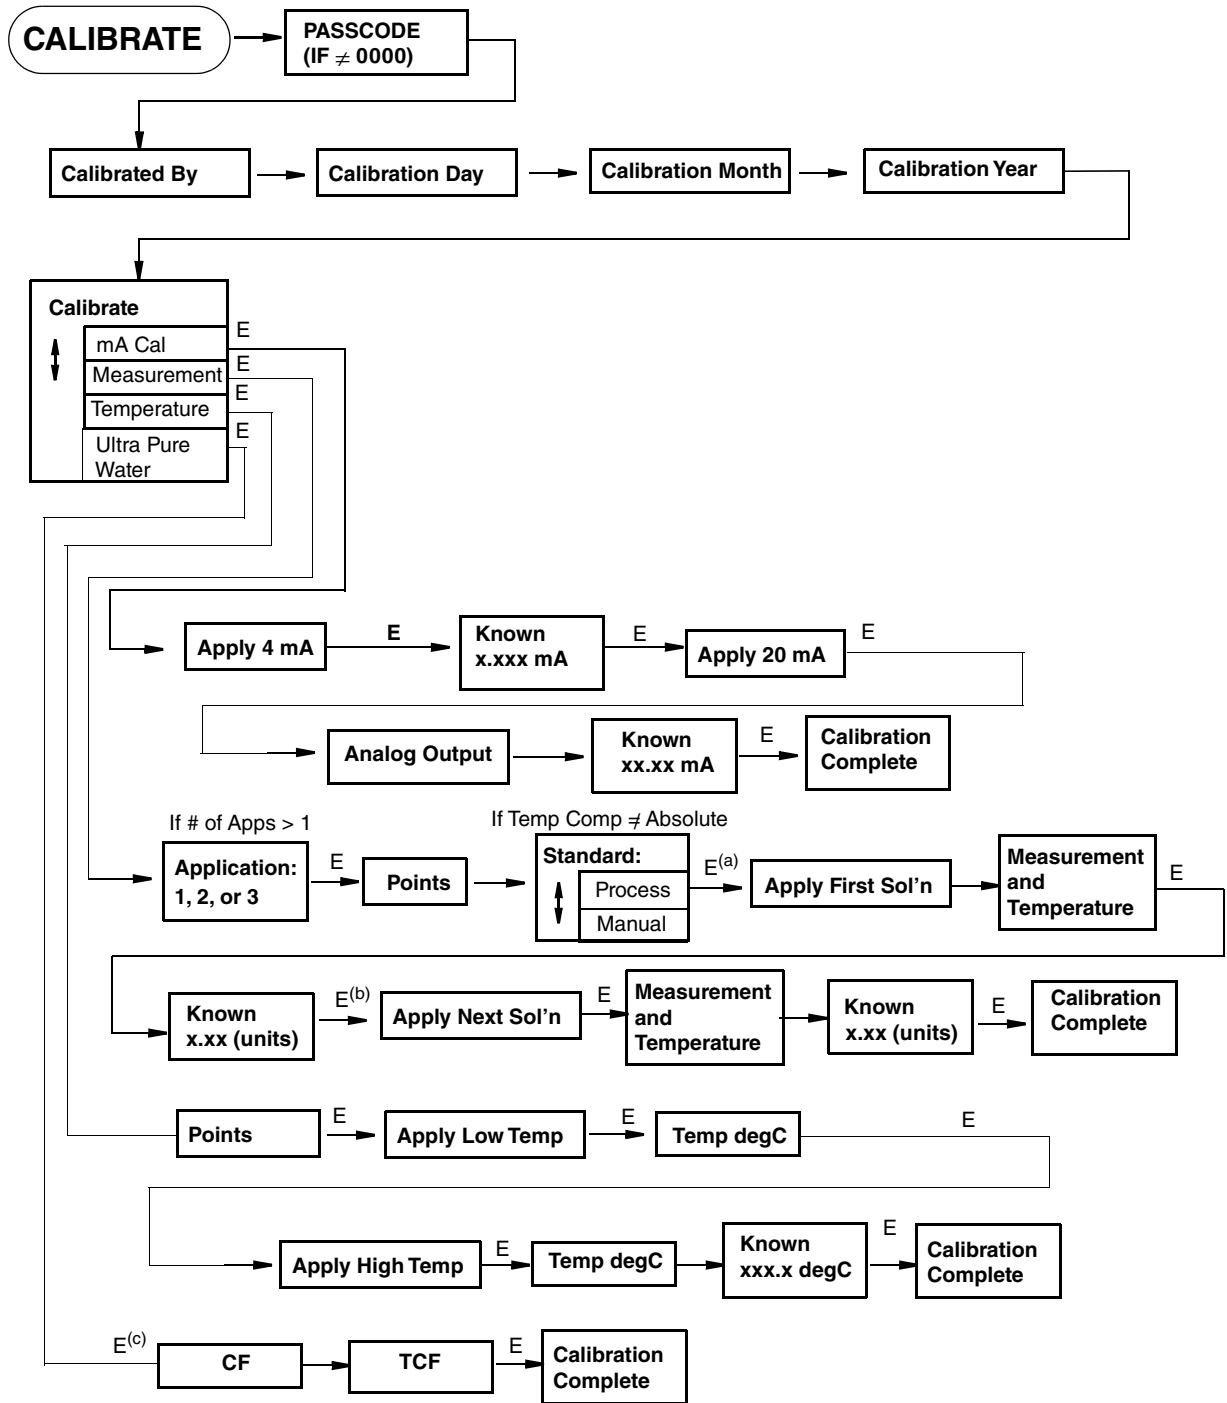 CALIBRATE
PASSCODE
(IF ≠ 0000)
Calibrated By
Calibration Day
Calibration Month
Calibration Year
Calibrate
mA Cal
E
Measurement
E
Temperature
E
Ultra Pure
Water
E
Apply 4 mA
E
Known
x.xxx mA
E
Apply 20 mA
E
Analog Output
Known
xx.xx mA
E
Calibration
Complete
If # of Apps > 1
Application:
1, 2, or 3
E
Points
If Temp Comp ≠ Absolute
Standard:
Process
Manual
E(a)
Apply First Sol'n
Measurement
and
Temperature
E
Known
x.xx (units)
E(b)
Apply Next Sol'n
E
Measurement
and
Temperature
Known
x.xx (units)
E
Calibration
Complete
Points
E
Apply Low Temp
E
Temp degC
E
Apply High Temp
E
Temp degC
Known
xxx.x degC
E
Calibration
Complete
E(c)
CF
TCF
E
Calibration
Complete